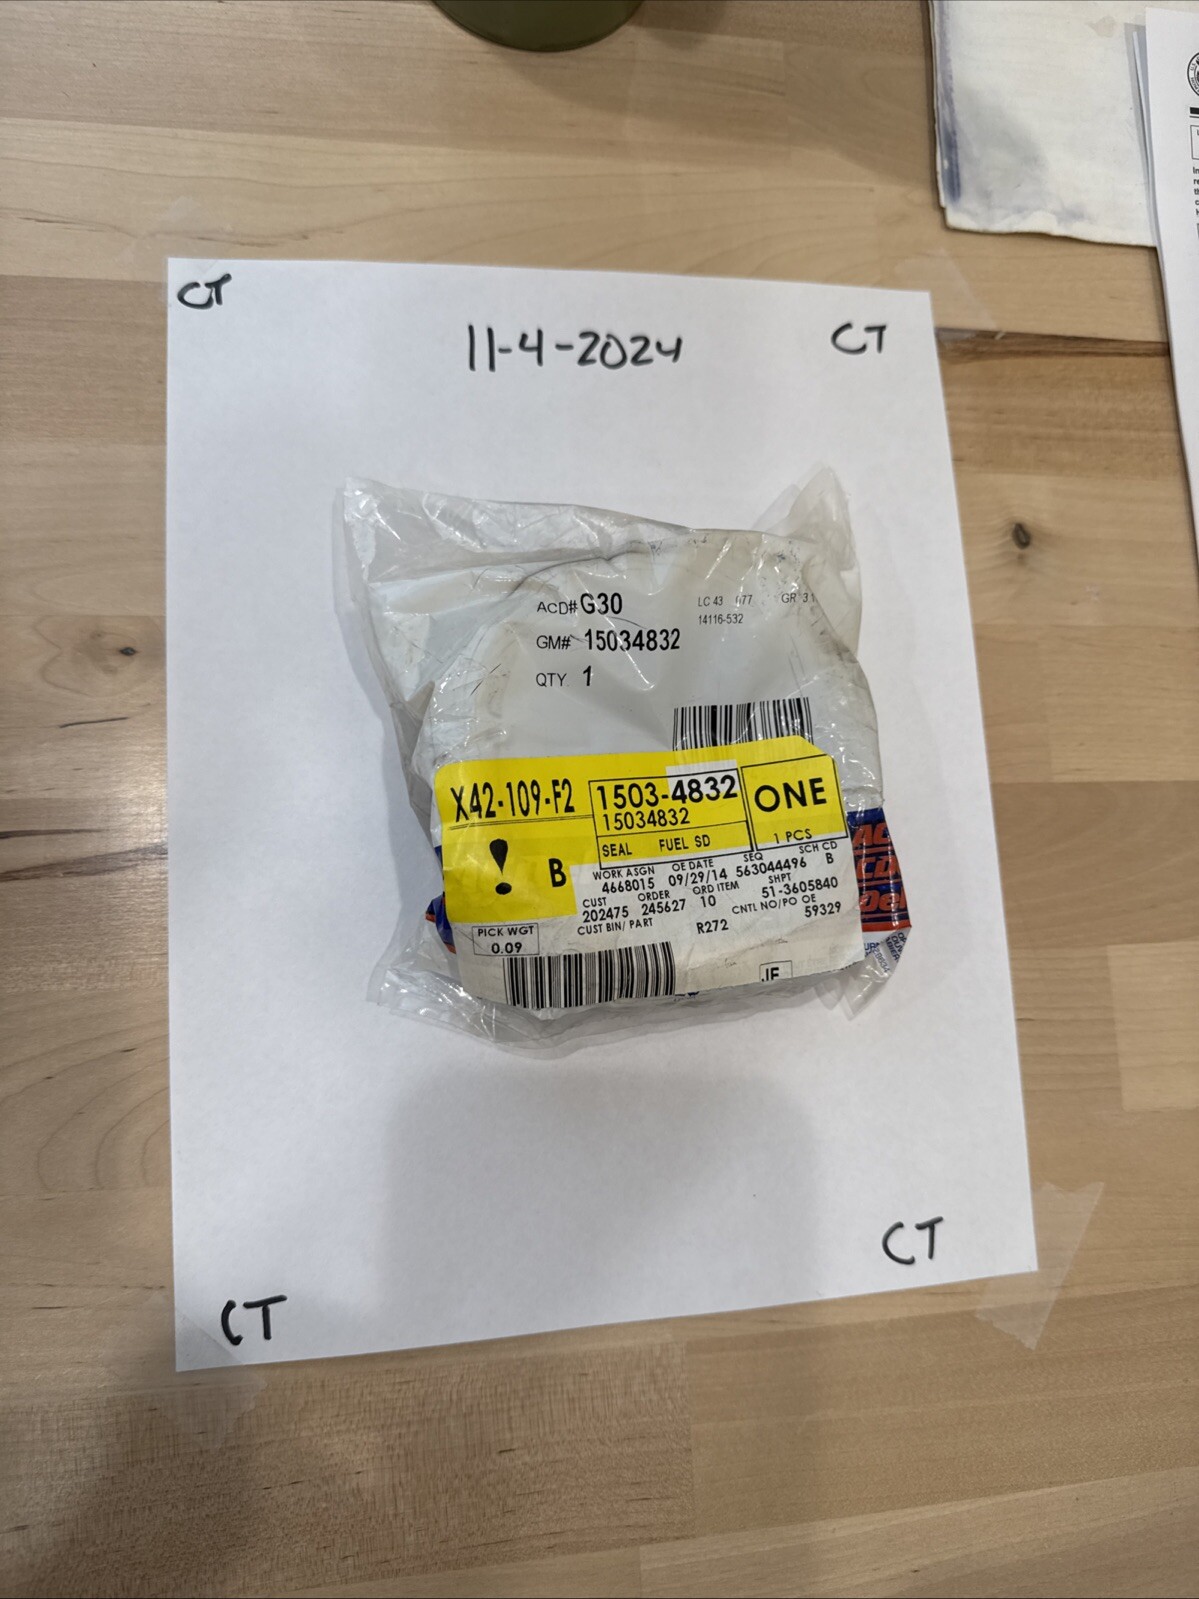 CT
11-4-2024
CT
ACD# G30
GM# 15034832
QTY. 1
LC 43
14116-532
X42-109-F2
1503-4832
15034832
SEAL FUEL SD
ONE
1 PCS
! B
WORK ASGN OE DATE SEQ SCH CD
4668015 09/29/14 563044496 B
CUST ORDER ORD ITEM SHPT
202475 245627 10 51-3605840
CUST BIN/ PART CNTL NO/PO OE
R272 59329
PICK WGT
0.09
CT
CT